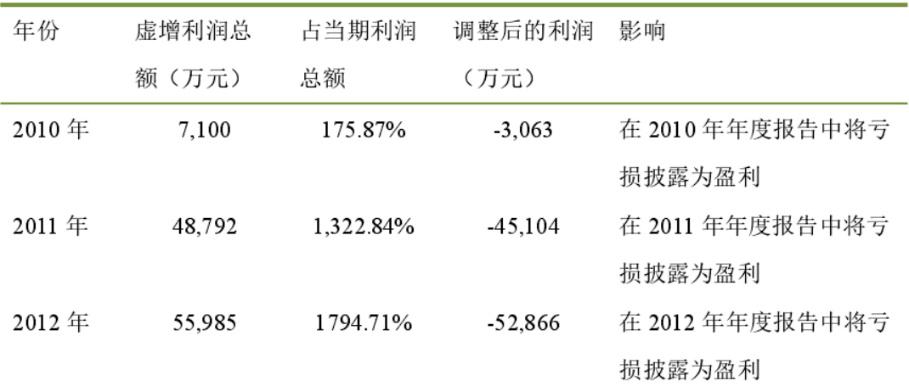 年份 虚增利润总 占当期利润 调整后的利润 影响
额（万元） 总额 （万元）
2010 年 7,100 175.87% -3,063 在 2010 年年度报告中将亏
损披露为盈利
2011 年 48,792 1,322.84% -45,104 在 2011 年年度报告中将亏
损披露为盈利
2012 年 55,985 1794.71% -52,866 在 2012 年年度报告中将亏
损披露为盈利